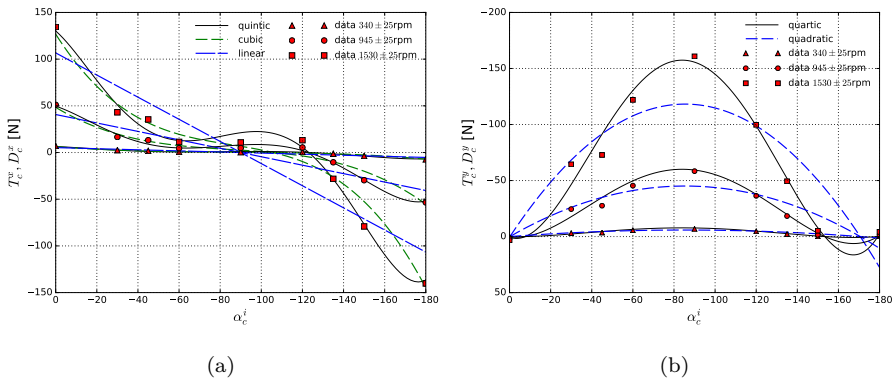 quintic
cubic
linear
data 340±25rpm
data 945±25rpm
data 1530±25rpm
150
100
50
0
−50
−100
−150
0 −20 −40 −60 −80 −100 −120 −140 −160 −180
α_c^i
T_c^w, D_c^x [N]
(a)
quartic
quadratic
data 340±25rpm
data 945±25rpm
data 1530±25rpm
−200
−150
−100
−50
0
50
0 −20 −40 −60 −80 −100 −120 −140 −160 −180
α_c^i
T_c^y, D_c^y [N]
(b)